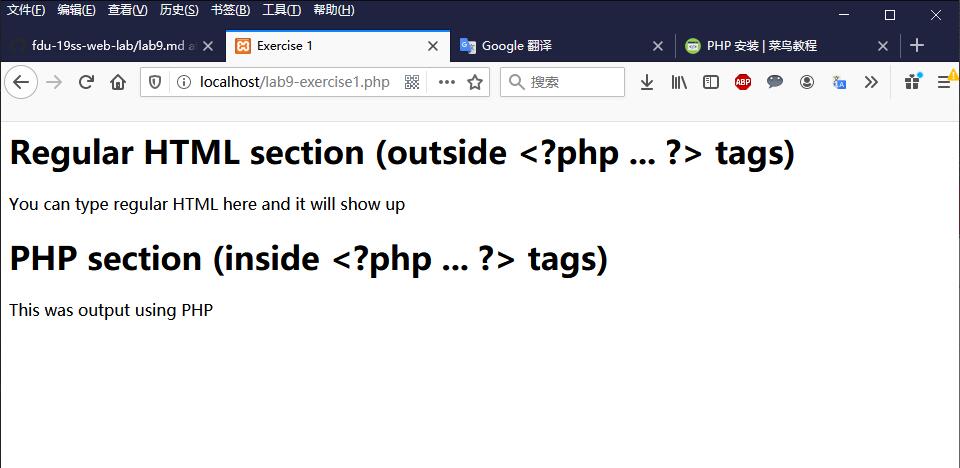 文件(F) 编辑(E) 查看(V) 历史(S) 书签(B) 工具(T) 帮助(H)
fdu-19ss-web-lab/lab9.md a Exercise 1 Google 翻译 PHP 安装 | 菜鸟教程
localhost/lab9-exercise1.php 搜索 ABP
Regular HTML section (outside <?php ... ?> tags)
You can type regular HTML here and it will show up
PHP section (inside <?php ... ?> tags)
This was output using PHP